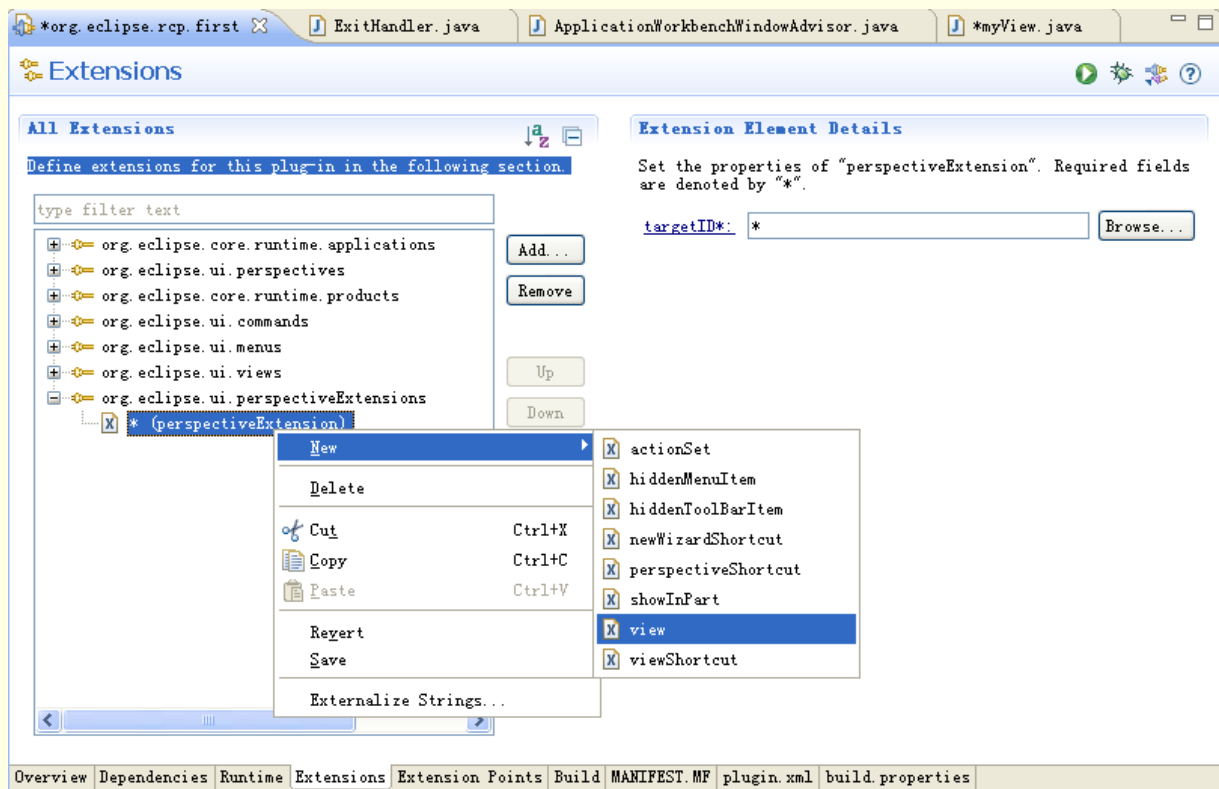 *org.eclipse.rcp.first ExitHandler.java ApplicationWorkbenchWindowAdvisor.java *myView.java
Extensions
All Extensions
Define extensions for this plug-in in the following section.
type filter text
org.eclipse.core.runtime.applications
org.eclipse.ui.perspectives
org.eclipse.core.runtime.products
org.eclipse.ui.commands
org.eclipse.ui.menus
org.eclipse.ui.views
org.eclipse.ui.perspectiveExtensions
* (perspectiveExtension)
Add...
Remove
Up
Down
Extension Element Details
Set the properties of "perspectiveExtension". Required fields
are denoted by "*".
targetID*: * Browse...
New
Delete
Cut Ctrl+X
Copy Ctrl+C
Paste Ctrl+V
Revert
Save
Externalize Strings...
actionSet
hiddenMenuItem
hiddenToolBarItem
newWizardShortcut
perspectiveShortcut
showInPart
view
viewShortcut
Overview Dependencies Runtime Extensions Extension Points Build MANIFEST.MF plugin.xml build.properties